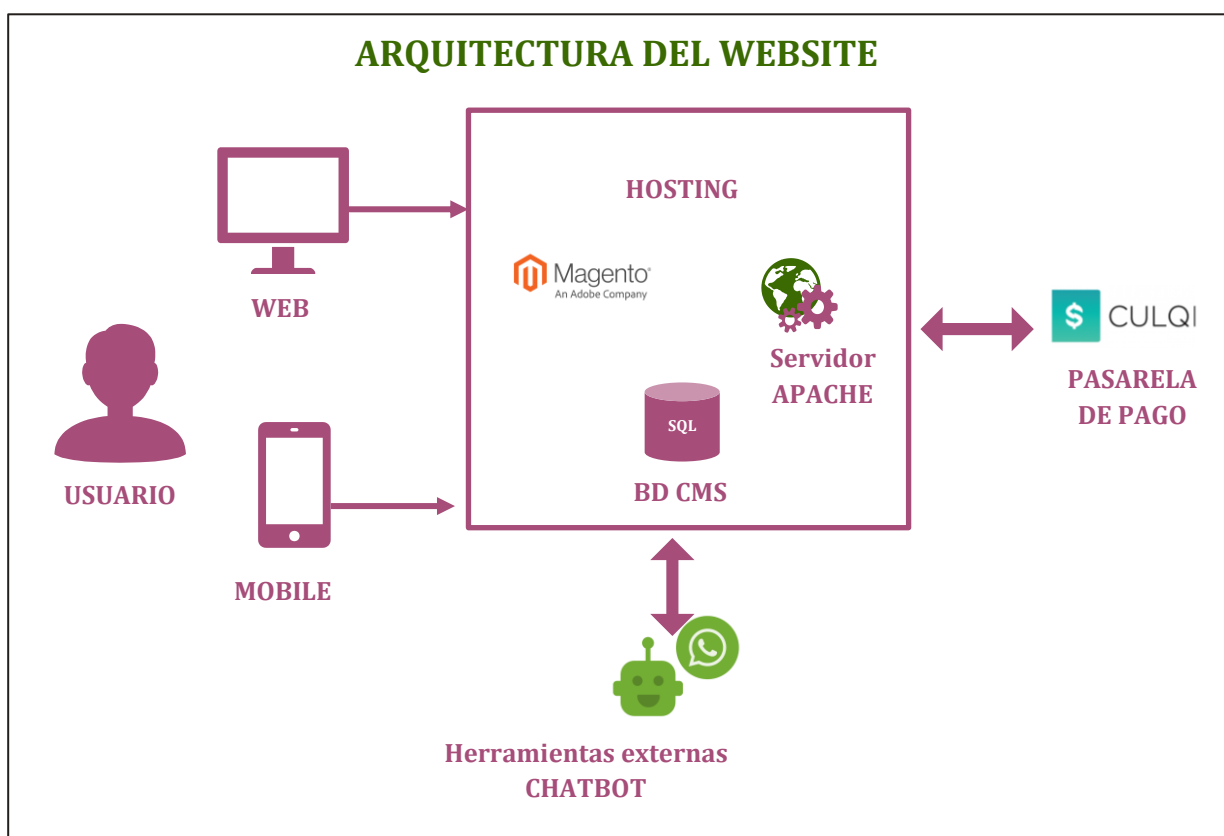 ARQUITECTURA DEL WEBSITE
HOSTING
Magento®
An Adobe Company
WEB
Servidor
APACHE
$ CULQI
PASARELA
DE PAGO
SQL
BD CMS
USUARIO
MOBILE
Herramientas externas
CHATBOT